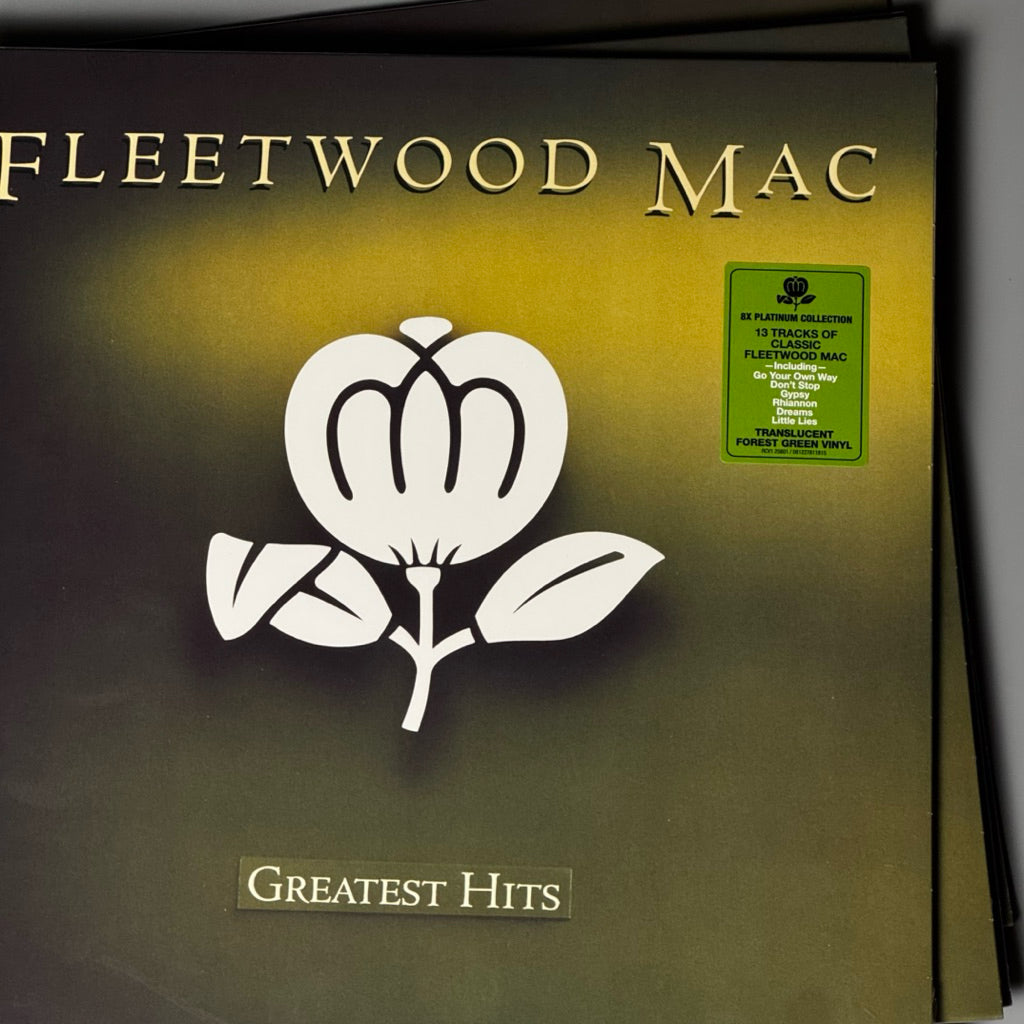 FLEETWOOD MAC
8X PLATINUM COLLECTION
13 TRACKS OF
CLASSIC
FLEETWOOD MAC
—Including—
Go Your Own Way
Don't Stop
Gypsy
Rhiannon
Dreams
Little Lies
TRANSLUCENT
FOREST GREEN VINYL
GREATEST HITS